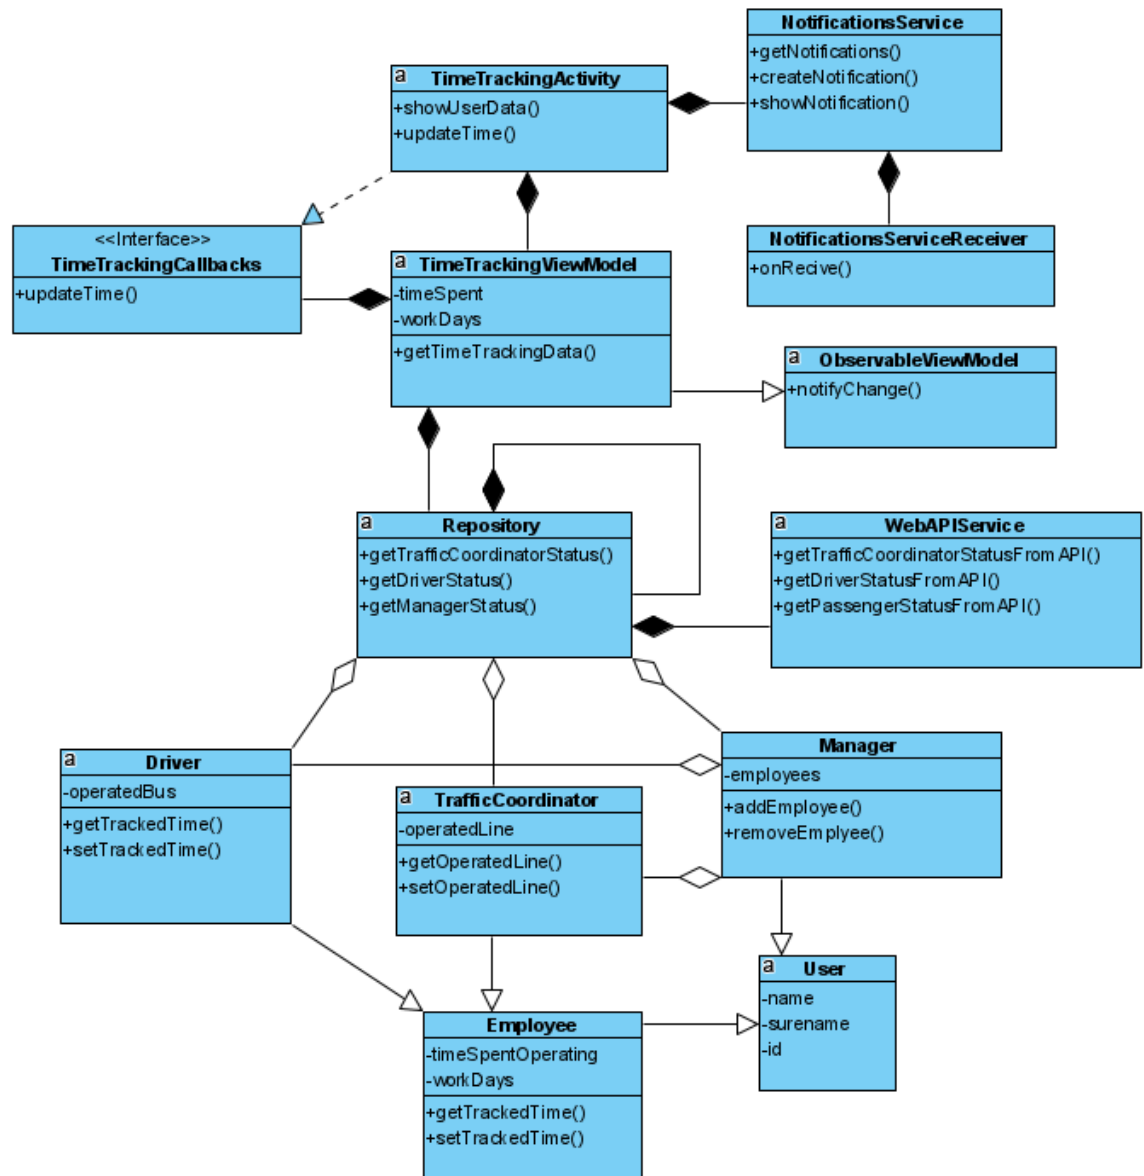 NotificationsService
+getNotifications()
+createNotification()
+showNotification()
a
TimeTrackingActivity
+showUserData()
+updateTime()
<<Interface>>
TimeTrackingCallbacks
+updateTime()
a
TimeTrackingViewModel
-timeSpent
-workDays
+getTimeTrackingData()
NotificationsServiceReceiver
+onRecive()
a
ObservableViewModel
+notifyChange()
a
Repository
+getTrafficCoordinatorStatus()
+getDriverStatus()
+getManagerStatus()
a
WebAPIService
+getTrafficCoordinatorStatusFromAPI()
+getDriverStatusFromAPI()
+getPassengerStatusFromAPI()
a
Driver
-operatedBus
+getTrackedTime()
+setTrackedTime()
a
TrafficCoordinator
-operatedLine
+getOperatedLine()
+setOperatedLine()
Manager
-employees
+addEmployee()
+removeEmplyee()
a
User
-name
-surename
-id
Employee
-timeSpentOperating
-workDays
+getTrackedTime()
+setTrackedTime()